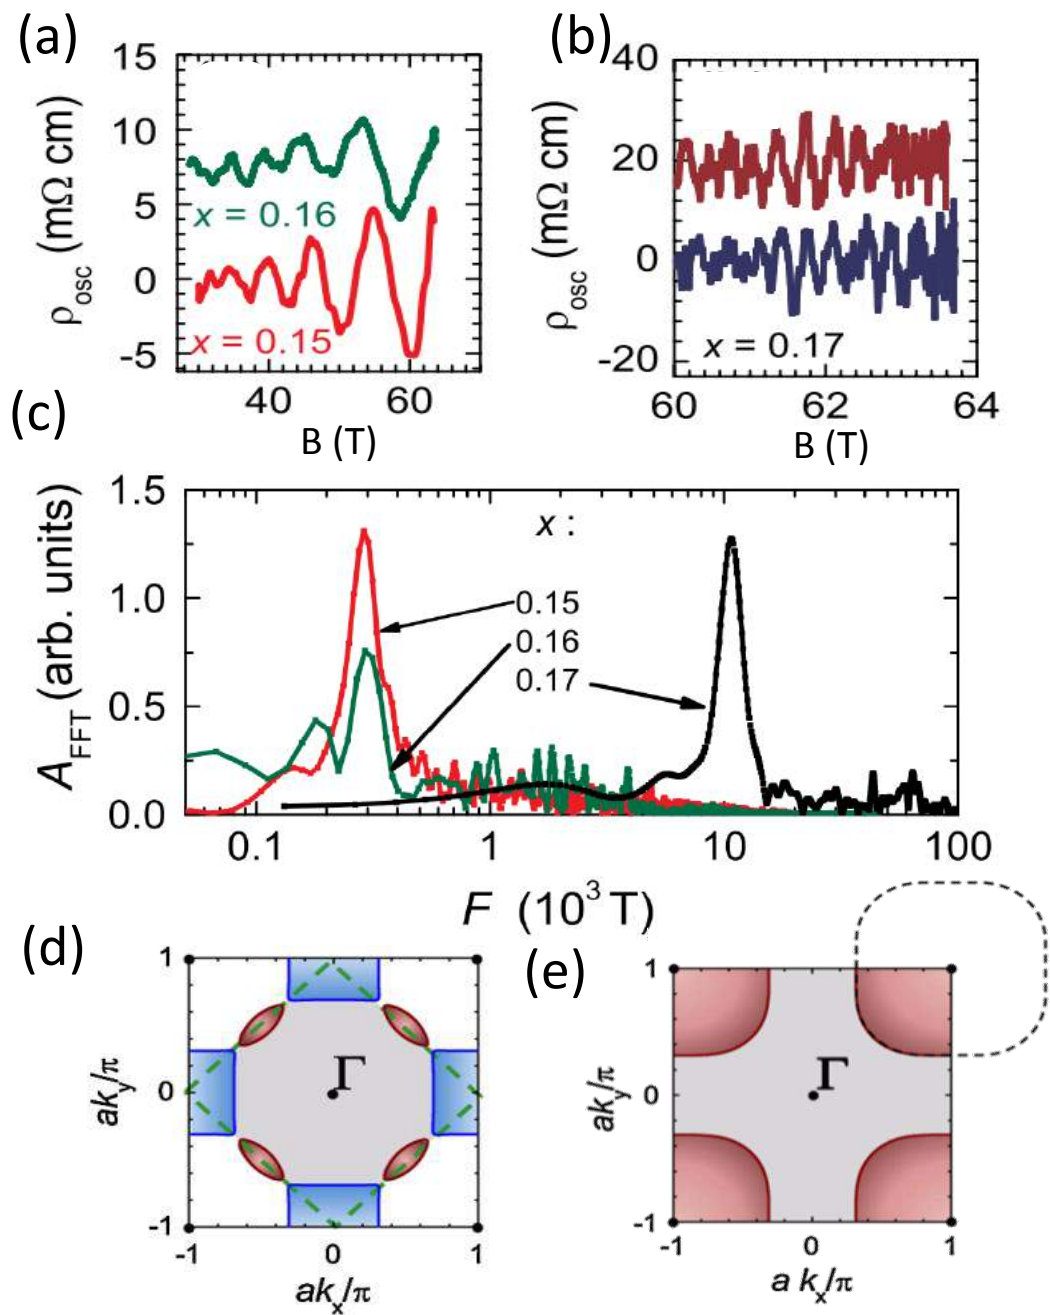 (a)
15
10
5
0
-5
ρosc (mΩ cm)
x = 0.16
x = 0.15
40
60
B (T)
(b)
40
20
0
-20
ρosc (mΩ cm)
x = 0.17
60
62
64
B (T)
(c)
1.5
1.0
0.5
0.0
AFFT (arb. units)
x :
0.15
0.16
0.17
0.1
1
10
100
F (10³ T)
(d)
1
0
-1
aky/π
Γ
-1
0
1
akx/π
(e)
1
0
-1
aky/π
Γ
-1
0
1
a kx/π